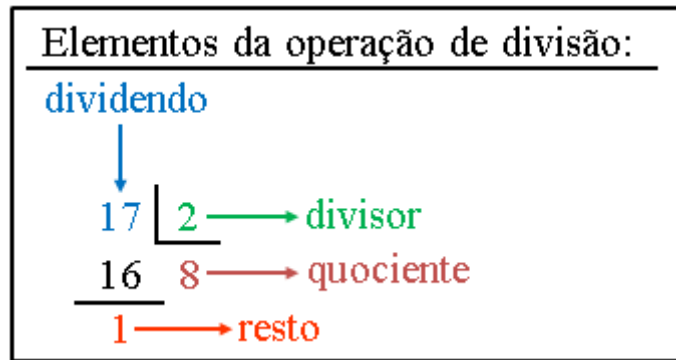 Elementos da operação de divisão:
dividendo
17 2 divisor
16 8 quociente
1 resto